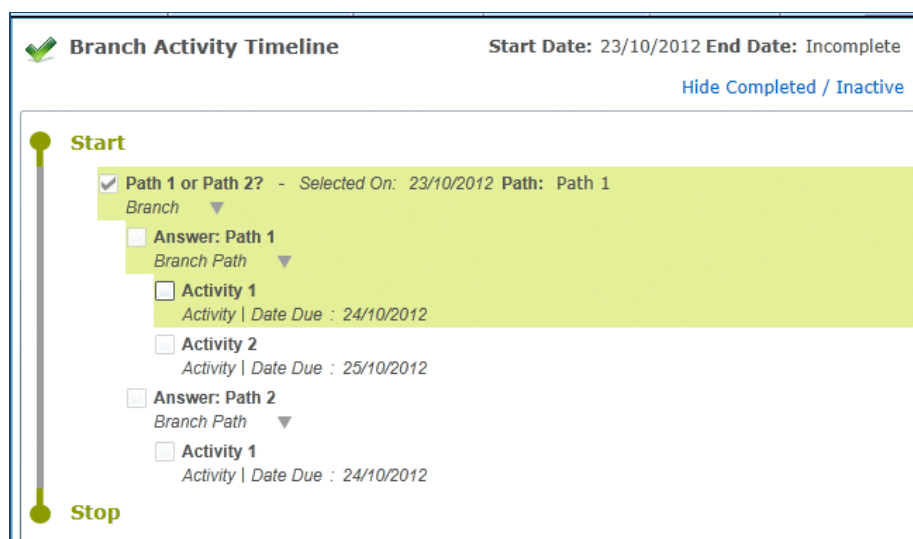 Branch Activity Timeline Start Date: 23/10/2012 End Date: Incomplete
Hide Completed / Inactive
Start
Path 1 or Path 2? - Selected On: 23/10/2012 Path: Path 1
Branch
Answer: Path 1
Branch Path
Activity 1
Activity | Date Due : 24/10/2012
Activity 2
Activity | Date Due : 25/10/2012
Answer: Path 2
Branch Path
Activity 1
Activity | Date Due : 24/10/2012
Stop